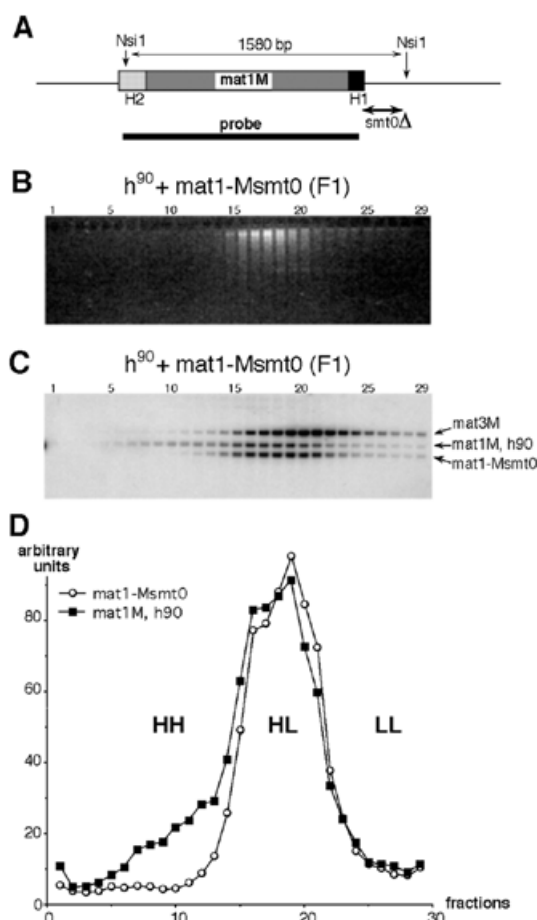 A
Nsi1 1580 bp Nsi1
mat1M
H2 H1
probe smt0Δ
B
h⁹⁰ + mat1-Msmt0 (F1)
1 5 10 15 20 25 29
C
h⁹⁰ + mat1-Msmt0 (F1)
1 5 10 15 20 25 29
mat3M
mat1M, h90
mat1-Msmt0
D
arbitrary
units
mat1-Msmt0
mat1M, h90
80
60
HH HL LL
40
20
0
0 10 20 30
fractions